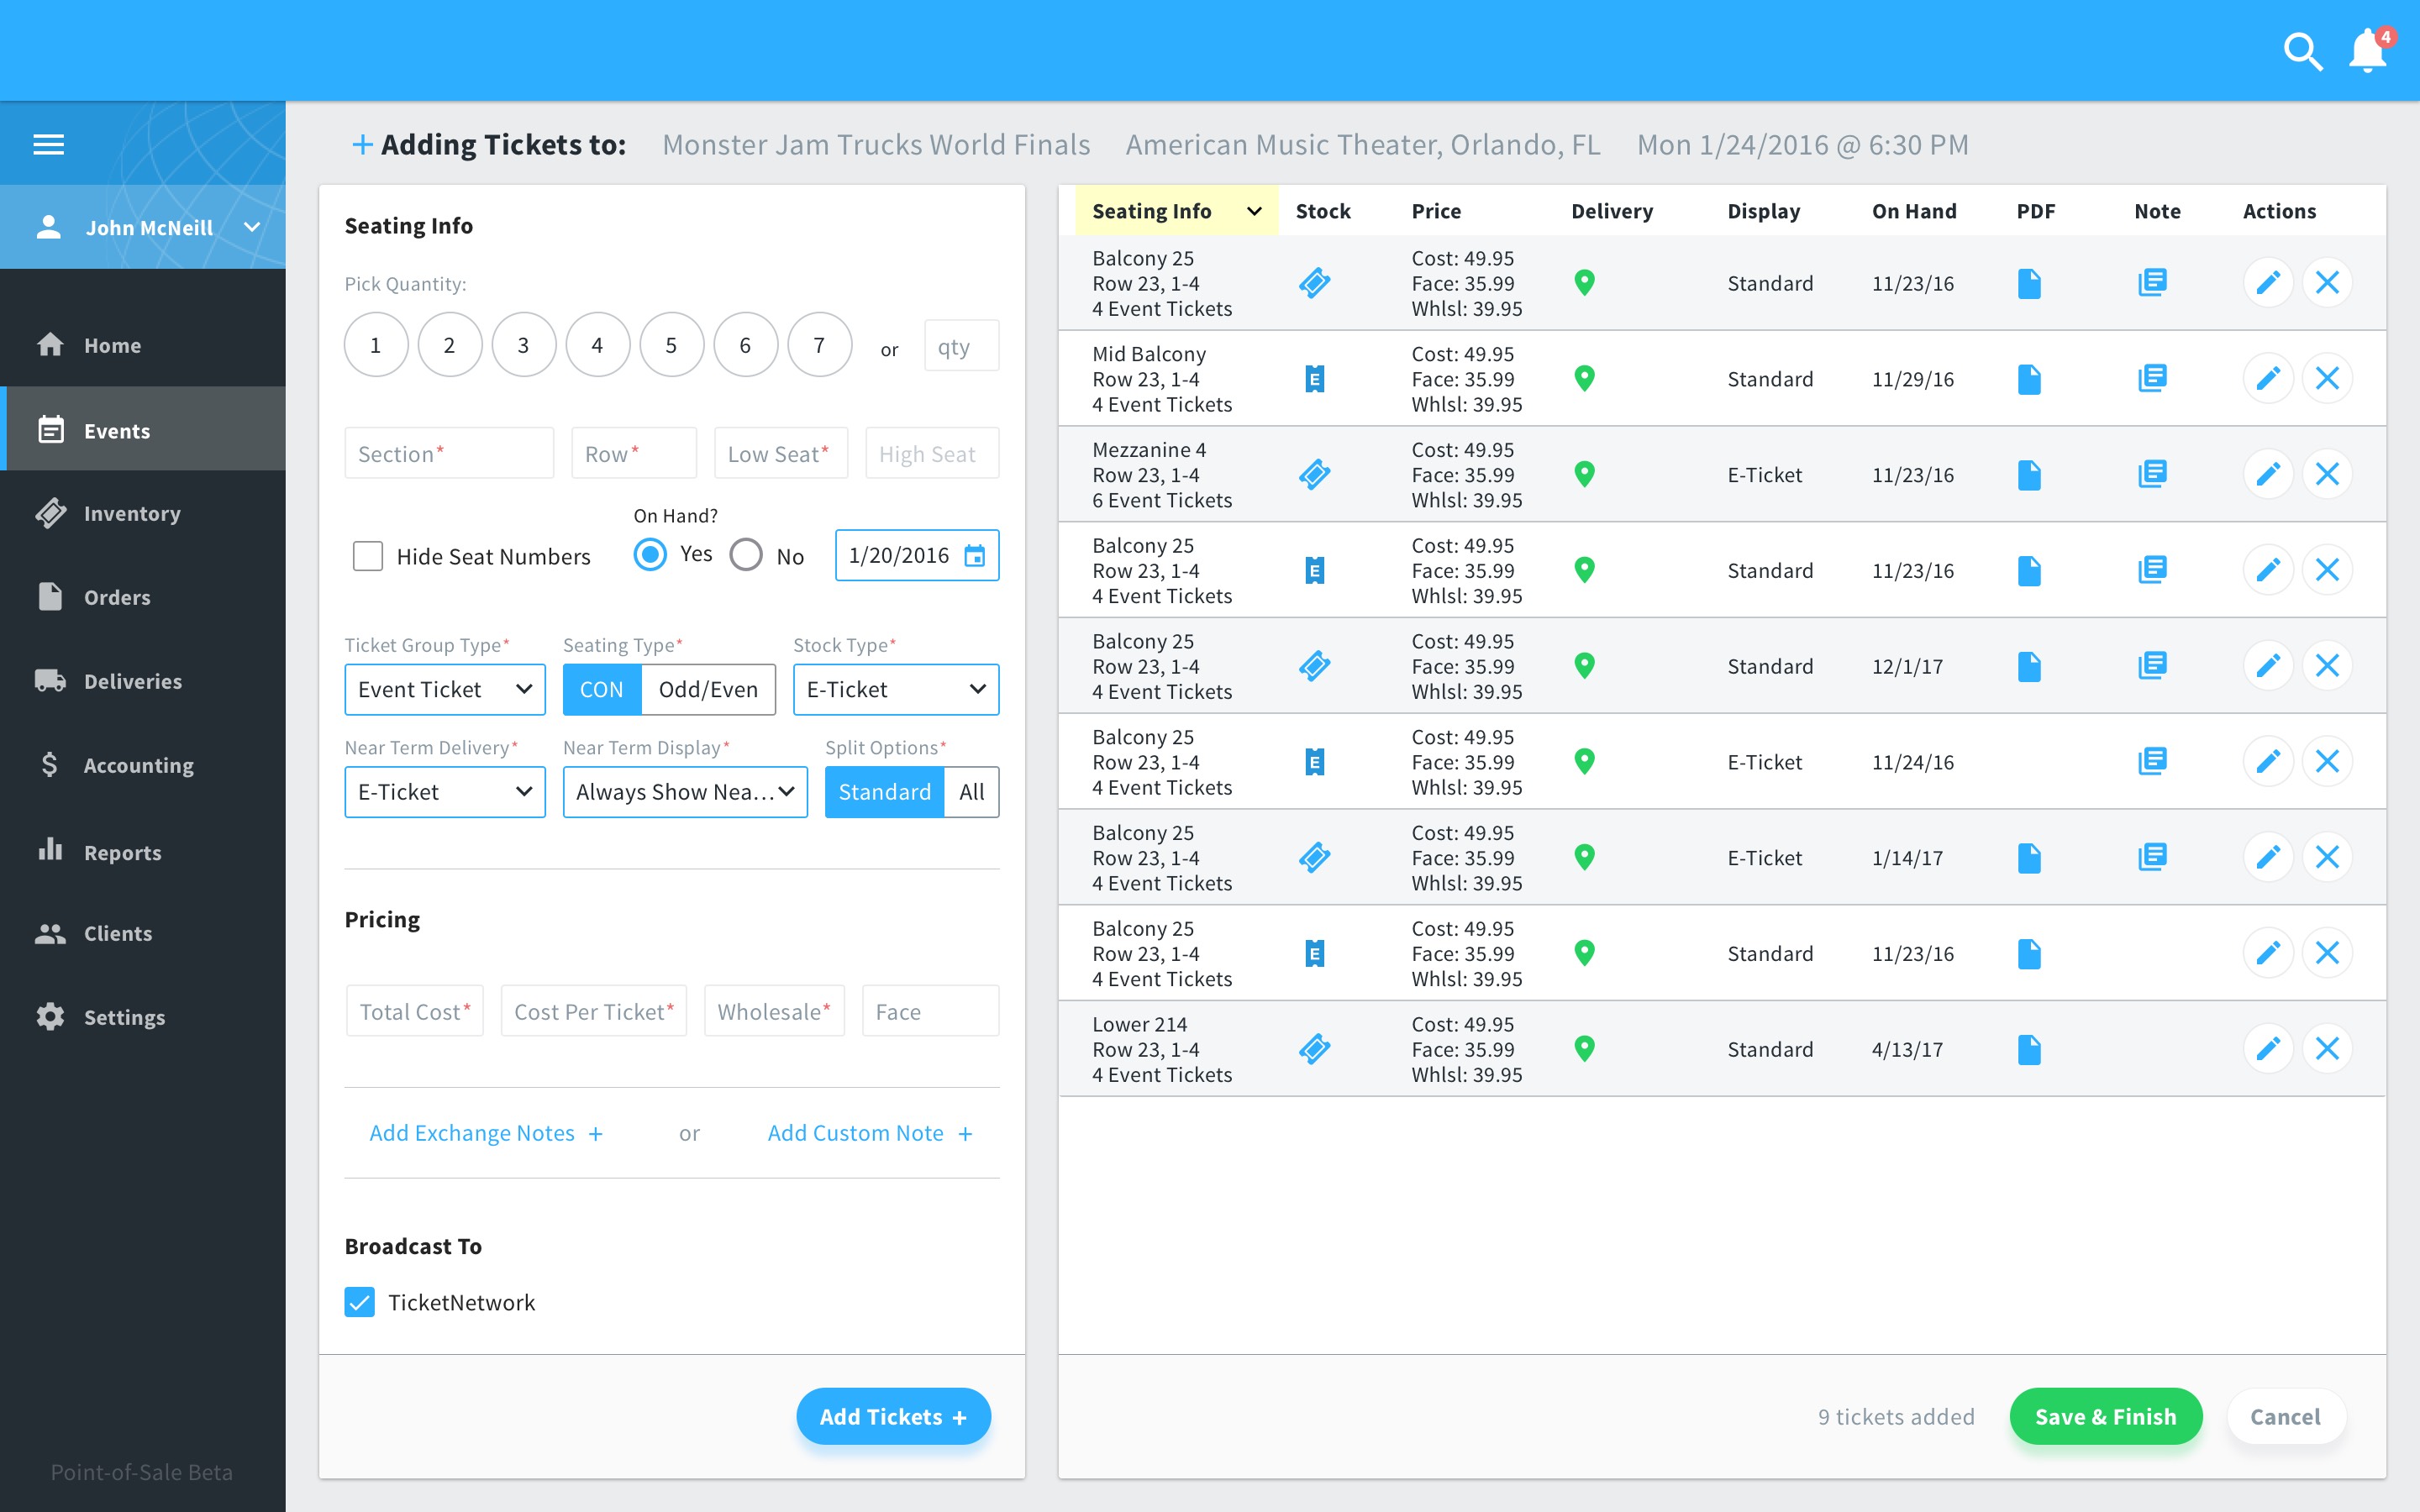 4
John McNeill
Home
Events
Inventory
Orders
Deliveries
Accounting
Reports
Clients
Settings
Point-of-Sale Beta
+ Adding Tickets to: Monster Jam Trucks World Finals American Music Theater, Orlando, FL Mon 1/24/2016 @ 6:30 PM
Seating Info
Pick Quantity:
1 2 3 4 5 6 7 or qty
Section* Row* Low Seat* High Seat
On Hand?
Hide Seat Numbers Yes No 1/20/2016
Ticket Group Type* Seating Type* Stock Type*
Event Ticket CON Odd/Even E-Ticket
Near Term Delivery* Near Term Display* Split Options*
E-Ticket Always Show Nea... Standard All
Pricing
Total Cost* Cost Per Ticket* Wholesale* Face
Add Exchange Notes + or Add Custom Note +
Broadcast To
TicketNetwork
Add Tickets +
Seating Info Stock Price Delivery Display On Hand PDF Note Actions
Balcony 25 Cost: 49.95
Row 23, 1-4 Face: 35.99 Standard 11/23/16
4 Event Tickets Whlsl: 39.95
Mid Balcony Cost: 49.95
Row 23, 1-4 E Face: 35.99 Standard 11/29/16
4 Event Tickets Whlsl: 39.95
Mezzanine 4 Cost: 49.95
Row 23, 1-4 Face: 35.99 E-Ticket 11/23/16
6 Event Tickets Whlsl: 39.95
Balcony 25 Cost: 49.95
Row 23, 1-4 E Face: 35.99 Standard 11/23/16
4 Event Tickets Whlsl: 39.95
Balcony 25 Cost: 49.95
Row 23, 1-4 Face: 35.99 Standard 12/1/17
4 Event Tickets Whlsl: 39.95
Balcony 25 Cost: 49.95
Row 23, 1-4 E Face: 35.99 E-Ticket 11/24/16
4 Event Tickets Whlsl: 39.95
Balcony 25 Cost: 49.95
Row 23, 1-4 Face: 35.99 E-Ticket 1/14/17
4 Event Tickets Whlsl: 39.95
Balcony 25 Cost: 49.95
Row 23, 1-4 E Face: 35.99 Standard 11/23/16
4 Event Tickets Whlsl: 39.95
Lower 214 Cost: 49.95
Row 23, 1-4 Face: 35.99 Standard 4/13/17
4 Event Tickets Whlsl: 39.95
9 tickets added Save & Finish Cancel